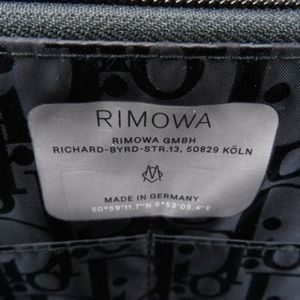 RIMOWA
RIMOWA GMBH
RICHARD-BYRD-STR.13, 50829 KÖLN
MADE IN GERMANY
50°59'11.7"N 6°53'05.4"E